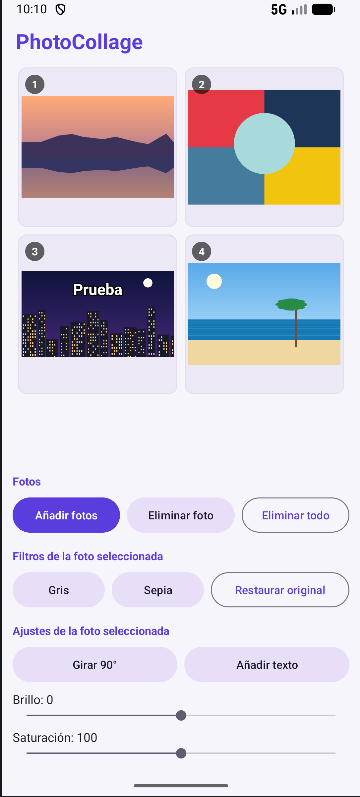 10:10 5G
PhotoCollage
1
2
3
Prueba
4
Fotos
Añadir fotos
Eliminar foto
Eliminar todo
Filtros de la foto seleccionada
Gris
Sepia
Restaurar original
Ajustes de la foto seleccionada
Girar 90°
Añadir texto
Brillo: 0
Saturación: 100